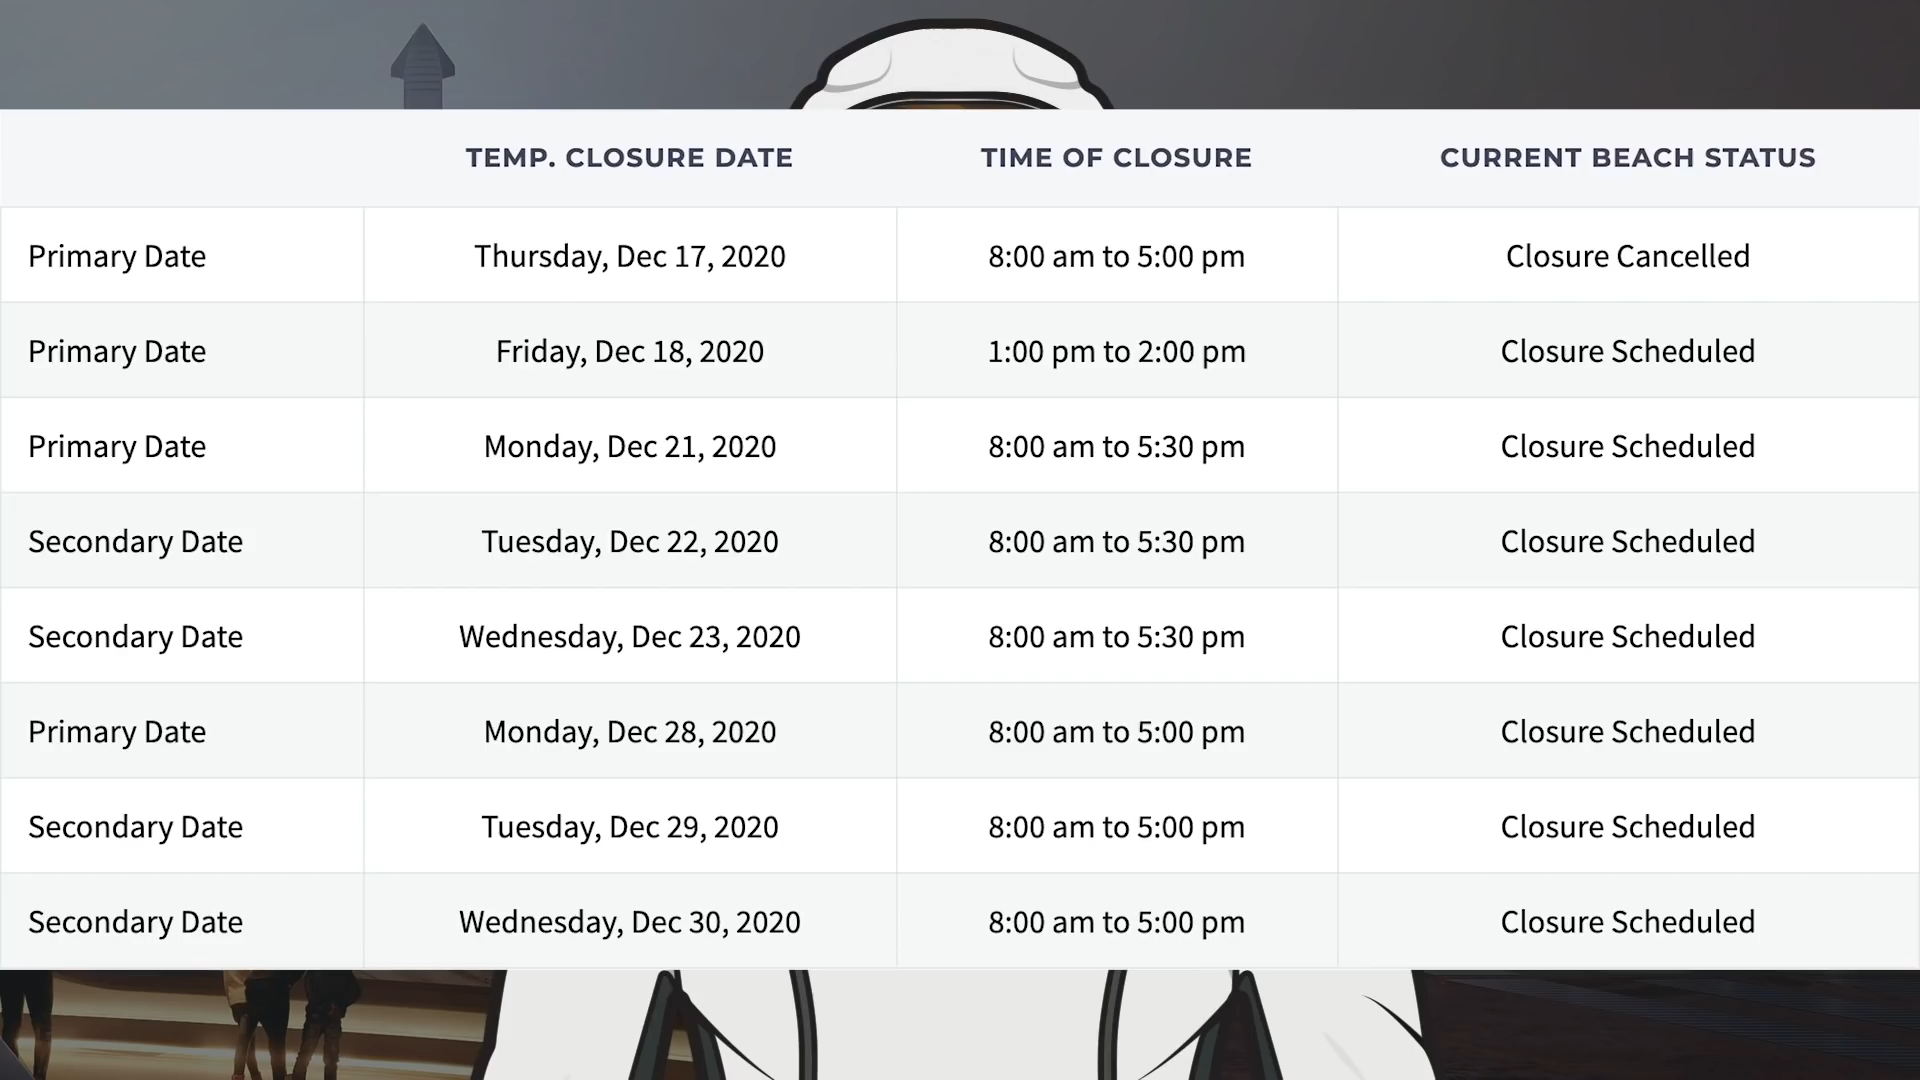 TEMP. CLOSURE DATE TIME OF CLOSURE CURRENT BEACH STATUS
Primary Date Thursday, Dec 17, 2020 8:00 am to 5:00 pm Closure Cancelled
Primary Date Friday, Dec 18, 2020 1:00 pm to 2:00 pm Closure Scheduled
Primary Date Monday, Dec 21, 2020 8:00 am to 5:30 pm Closure Scheduled
Secondary Date Tuesday, Dec 22, 2020 8:00 am to 5:30 pm Closure Scheduled
Secondary Date Wednesday, Dec 23, 2020 8:00 am to 5:30 pm Closure Scheduled
Primary Date Monday, Dec 28, 2020 8:00 am to 5:00 pm Closure Scheduled
Secondary Date Tuesday, Dec 29, 2020 8:00 am to 5:00 pm Closure Scheduled
Secondary Date Wednesday, Dec 30, 2020 8:00 am to 5:00 pm Closure Scheduled